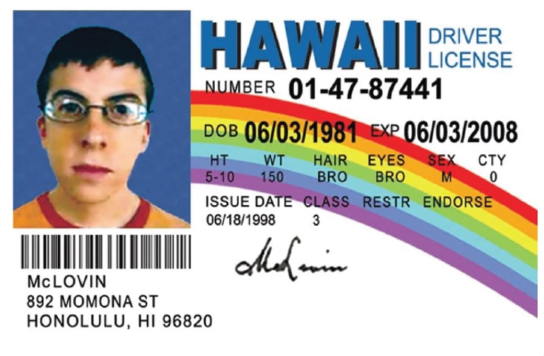 HAWAII DRIVER LICENSE
NUMBER 01-47-87441
DOB 06/03/1981 EXP 06/03/2008
HT WT HAIR EYES SEX CTY
5-10 150 BRO BRO M 0
ISSUE DATE CLASS RESTR ENDORSE
06/18/1998 3
McLovin
McLOVIN
892 MOMONA ST
HONOLULU, HI 96820